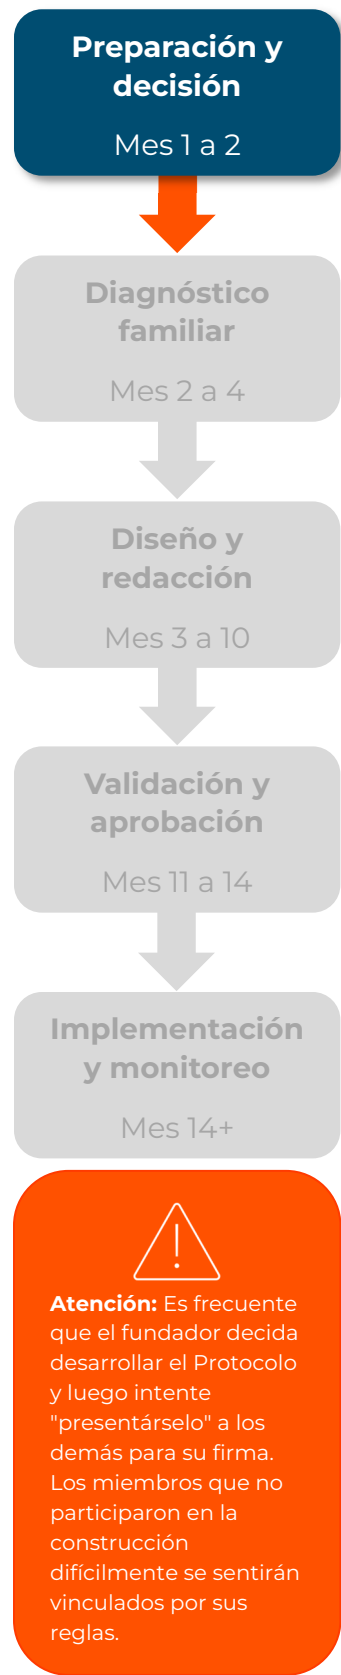 Preparación y
decisión
Mes 1 a 2
Diagnóstico
familiar
Mes 2 a 4
Diseño y
redacción
Mes 3 a 10
Validación y
aprobación
Mes 11 a 14
Implementación
y monitoreo
Mes 14+
Atención: Es frecuente
que el fundador decida
desarrollar el Protocolo
y luego intente
"presentárselo" a los
demás para su firma.
Los miembros que no
participaron en la
construcción
difícilmente se sentirán
vinculados por sus
reglas.